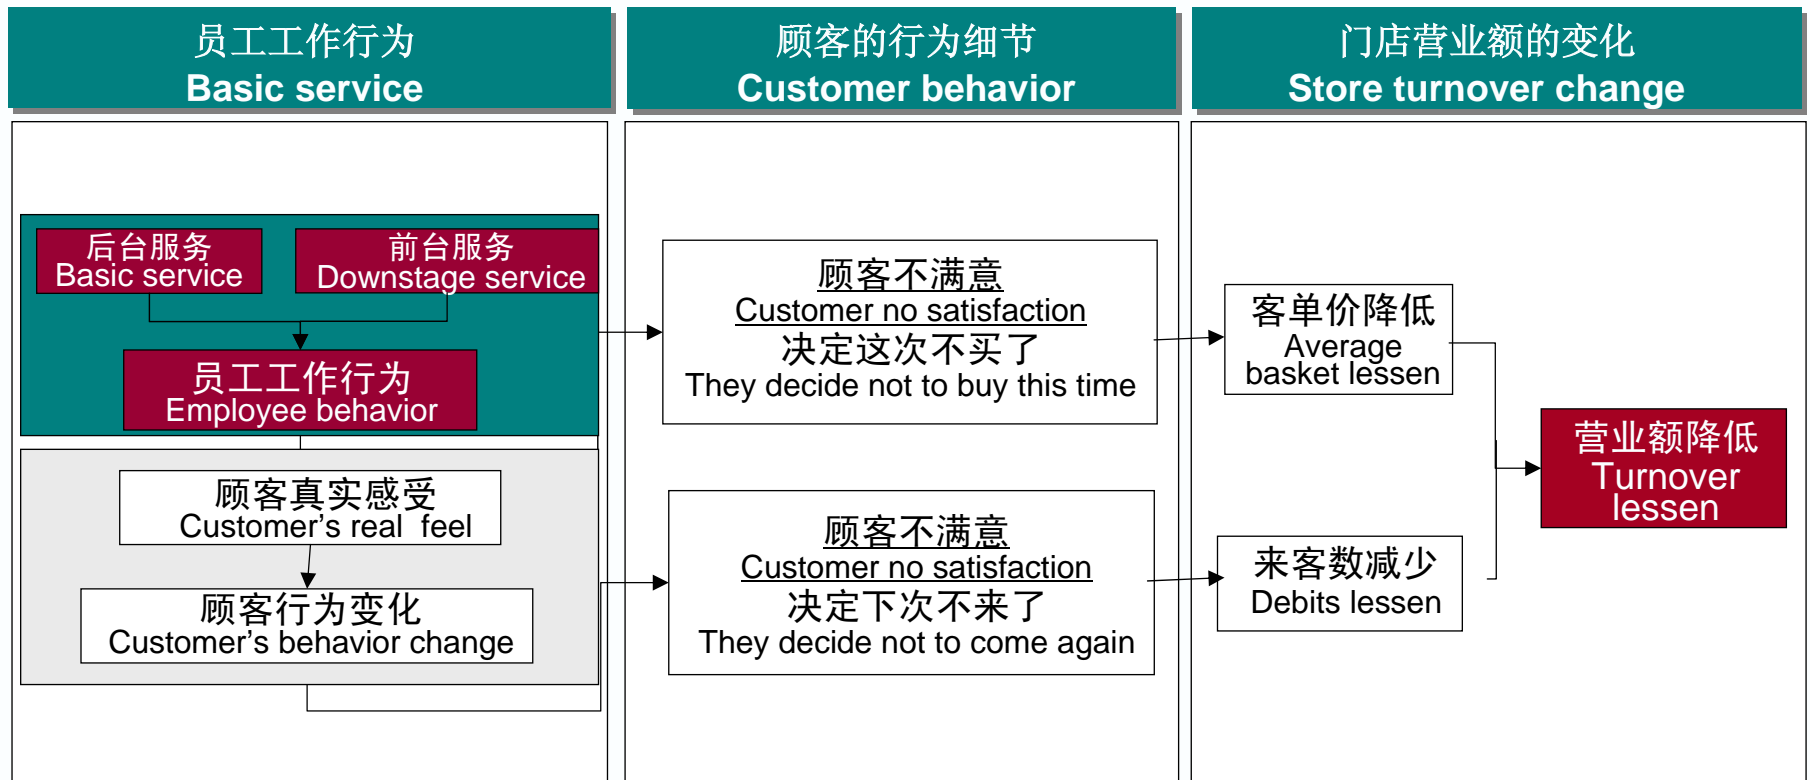 员工工作行为
Basic service
顾客的行为细节
Customer behavior
门店营业额的变化
Store turnover change
后台服务
Basic service
前台服务
Downstage service
员工工作行为
Employee behavior
顾客真实感受
Customer’s real  feel
顾客行为变化
Customer’s behavior change
顾客不满意
Customer no satisfaction
决定这次不买了
They decide not to buy this time
顾客不满意
Customer no satisfaction
决定下次不来了
They decide not to come again
客单价降低
Average
basket lessen
来客数减少
Debits lessen
营业额降低
Turnover
lessen